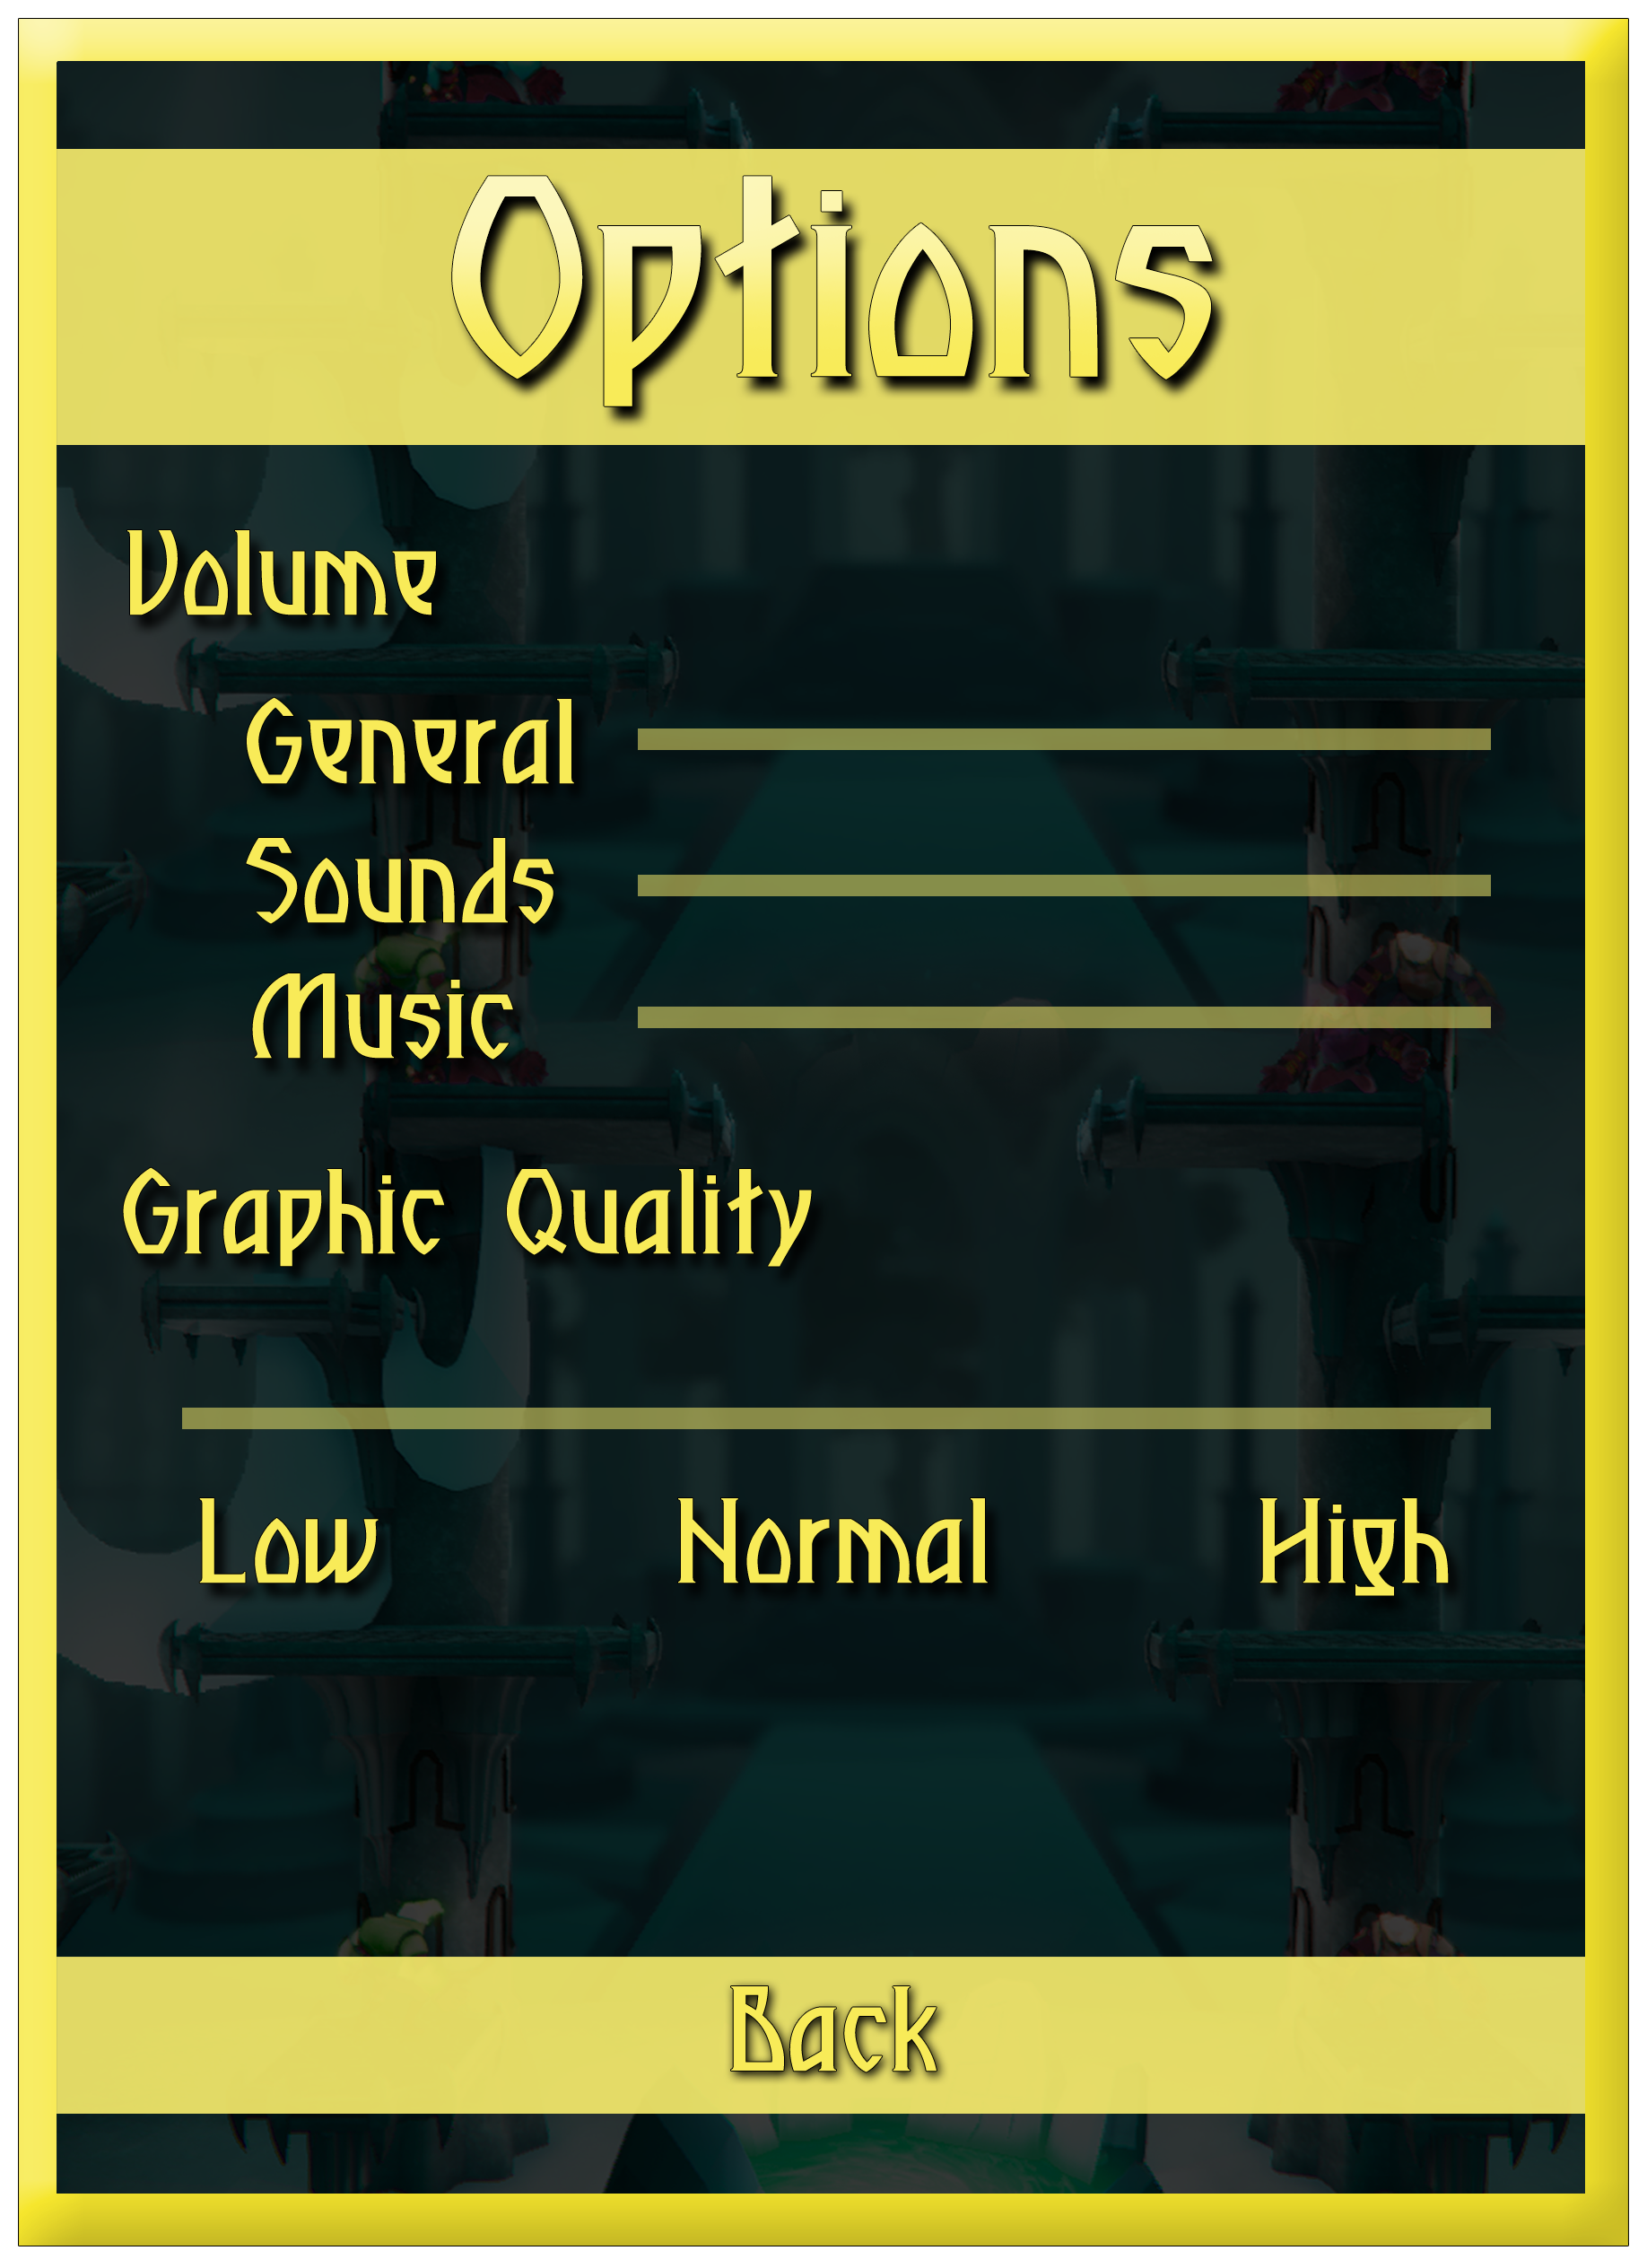 Options
Volume
General
Sounds
Music
Graphic Quality
Low Normal High
Back